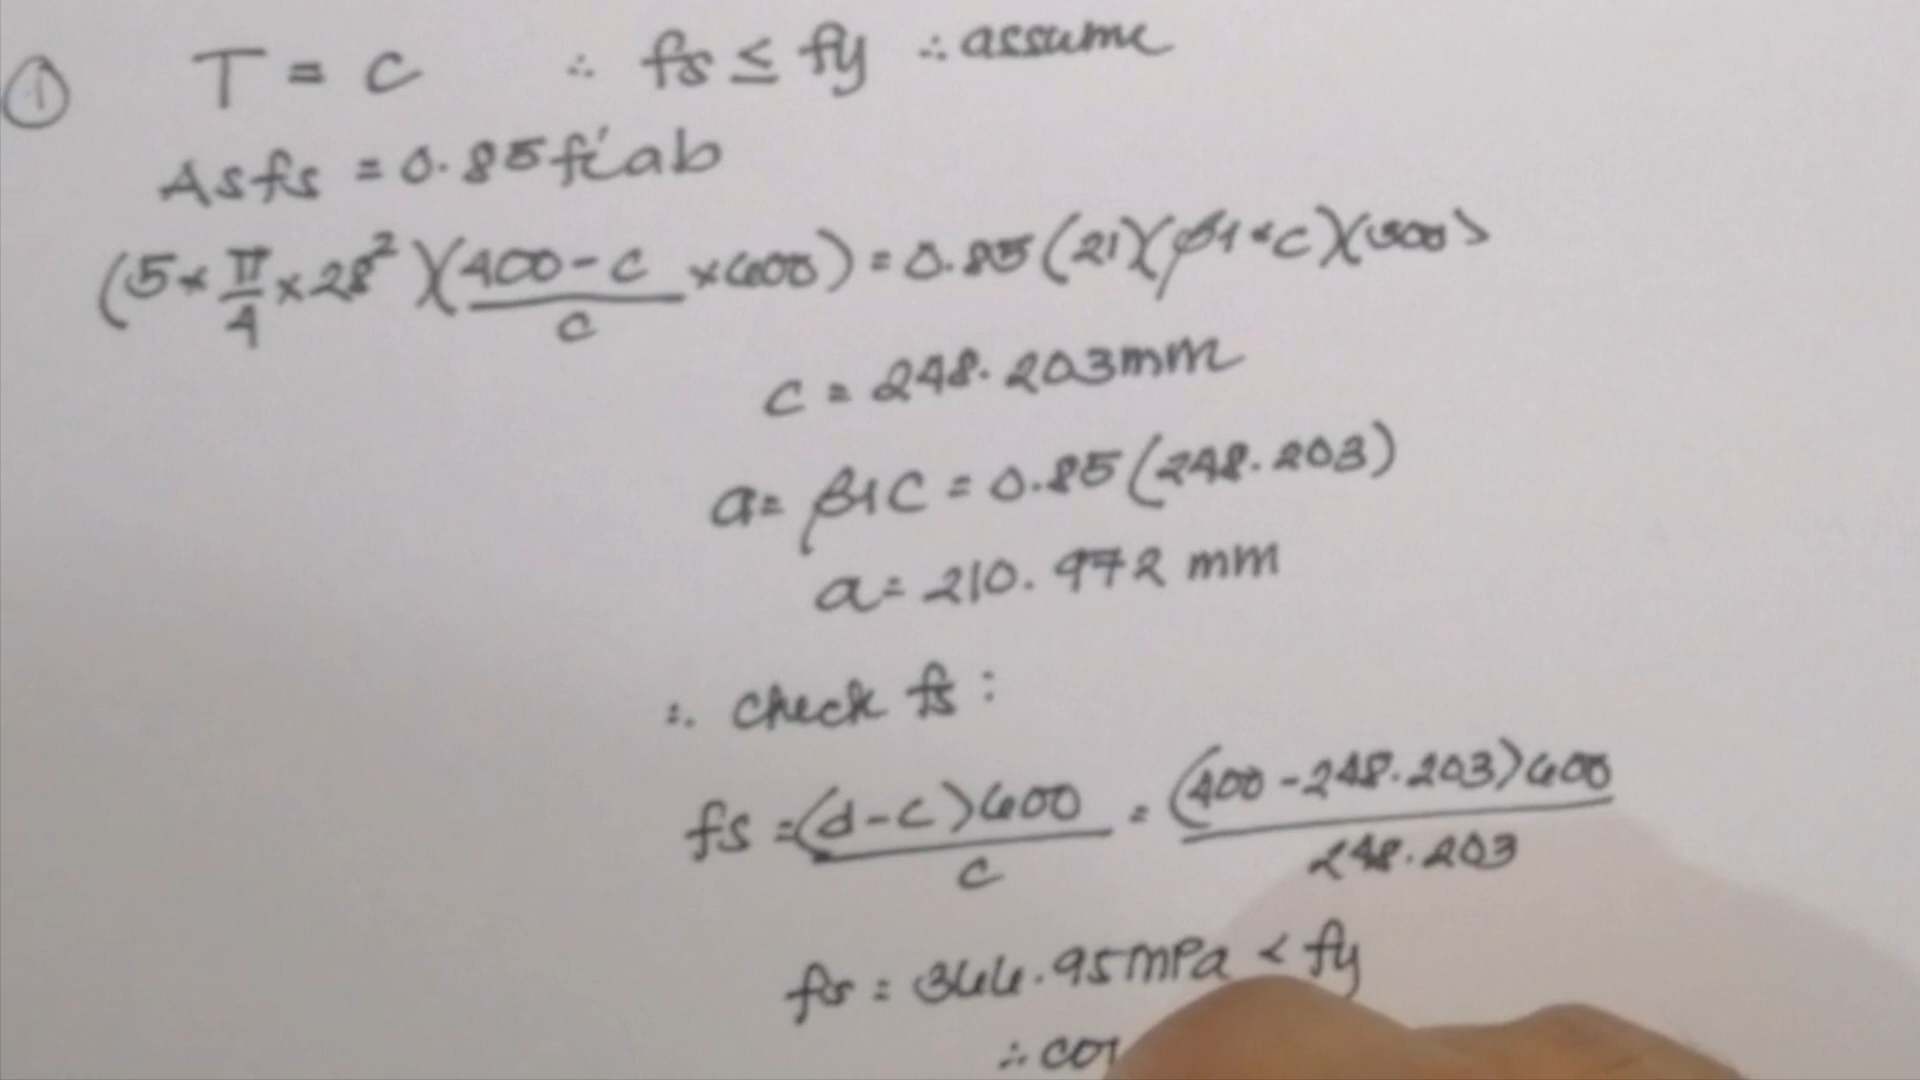 ① T = C ∴ fs ≤ fy ∴ assume
Asfs = 0.85fc'ab
(5 × π/4 × 28²)((400 - c)/c × 600) = 0.85(21)(β1 × c)(300)
c = 248.203mm
a = β1C = 0.85(248.203)
a = 210.972 mm
∴ check fs :
fs = (d-c)600/c = (400 - 248.203)600/248.203
fs = 366.95MPa < fy